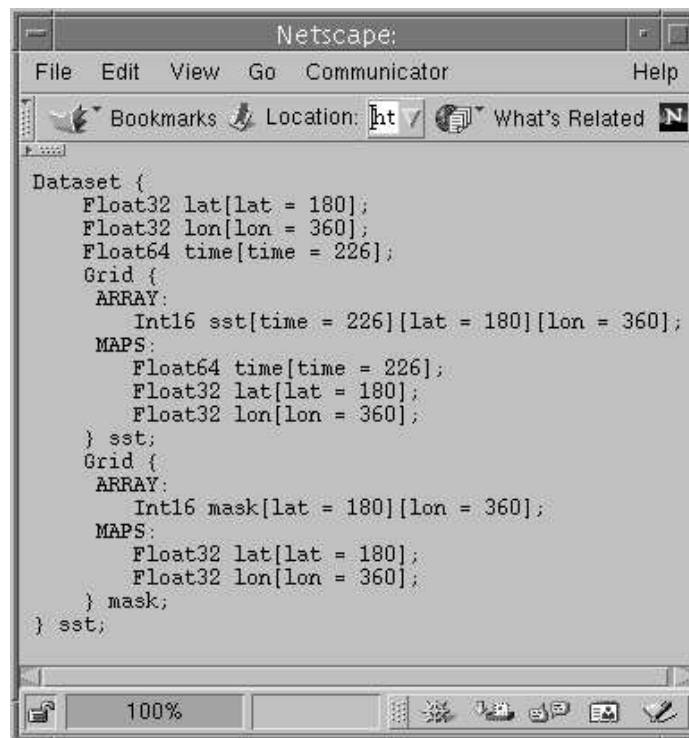 Netscape:
File Edit View Go Communicator Help
Bookmarks Location: ht What's Related N
Dataset {
    Float32 lat[lat = 180];
    Float32 lon[lon = 360];
    Float64 time[time = 226];
    Grid {
     ARRAY:
        Int16 sst[time = 226][lat = 180][lon = 360];
     MAPS:
        Float64 time[time = 226];
        Float32 lat[lat = 180];
        Float32 lon[lon = 360];
    } sst;
    Grid {
     ARRAY:
        Int16 mask[lat = 180][lon = 360];
     MAPS:
        Float32 lat[lat = 180];
        Float32 lon[lon = 360];
    } mask;
} sst;
100%